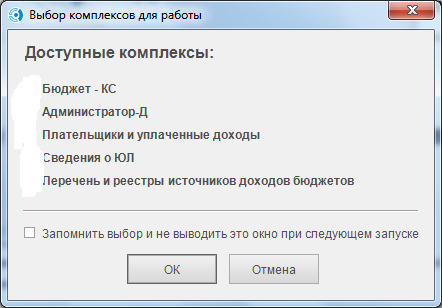 Выбор комплексов для работы
Доступные комплексы:
Бюджет - КС
Администратор-Д
Плательщики и уплаченные доходы
Сведения о ЮЛ
Перечень и реестры источников доходов бюджетов
Запомнить выбор и не выводить это окно при следующем запуске
ОК
Отмена